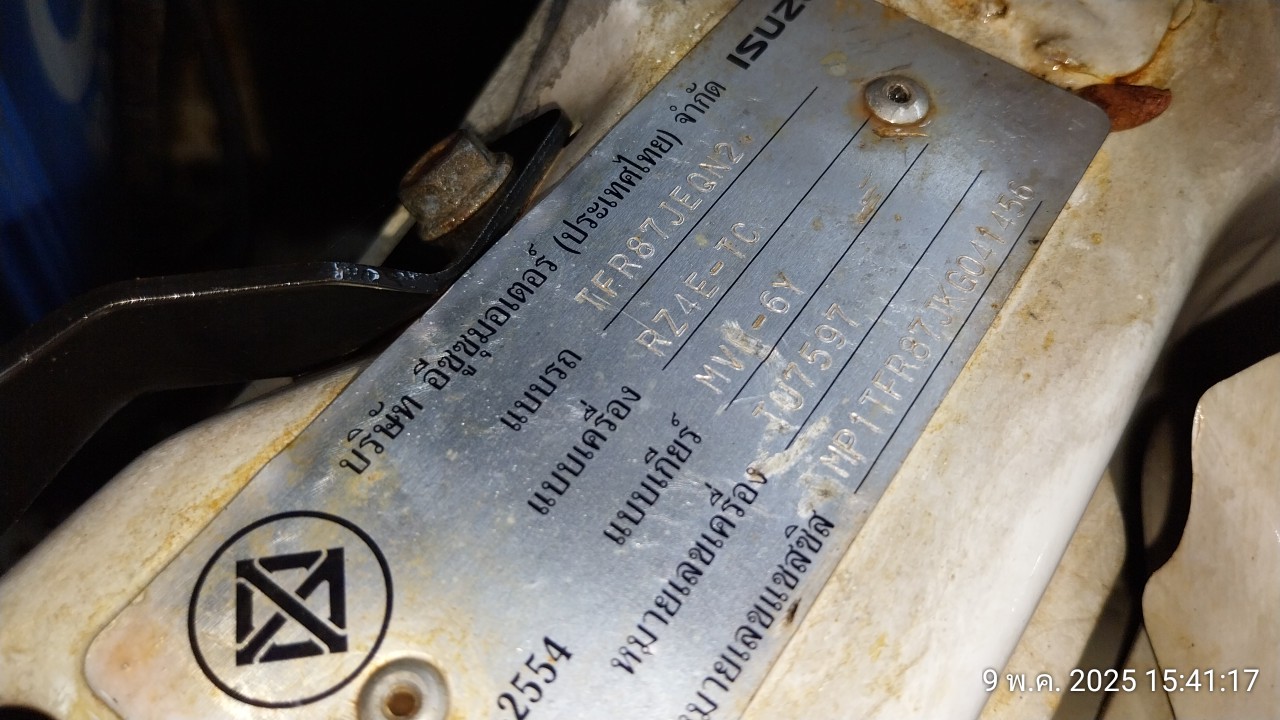 ISUZU
บริษัท อีซูซุมอเตอร์ (ประเทศไทย) จำกัด
แบบรถ TFR87JEGN2.
แบบเครื่อง RZ4E-TC.
แบบเกียร์ -6Y
หมายเลขเครื่อง 7597
หมายเลขแชสซิส MP1TFR87JKG041456
2554
9 พ.ค. 2025 15:41:17